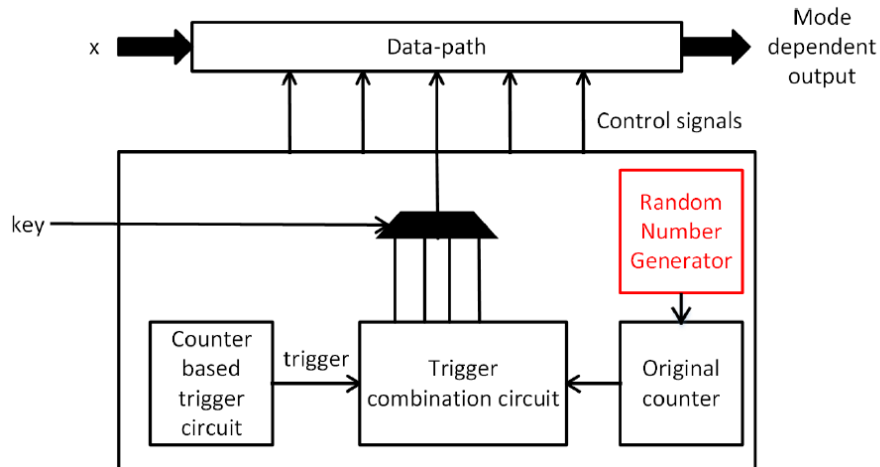 x
Data-path
Mode
dependent
output
Control signals
key
Random
Number
Generator
Counter
based
trigger
circuit
trigger
Trigger
combination circuit
Original
counter